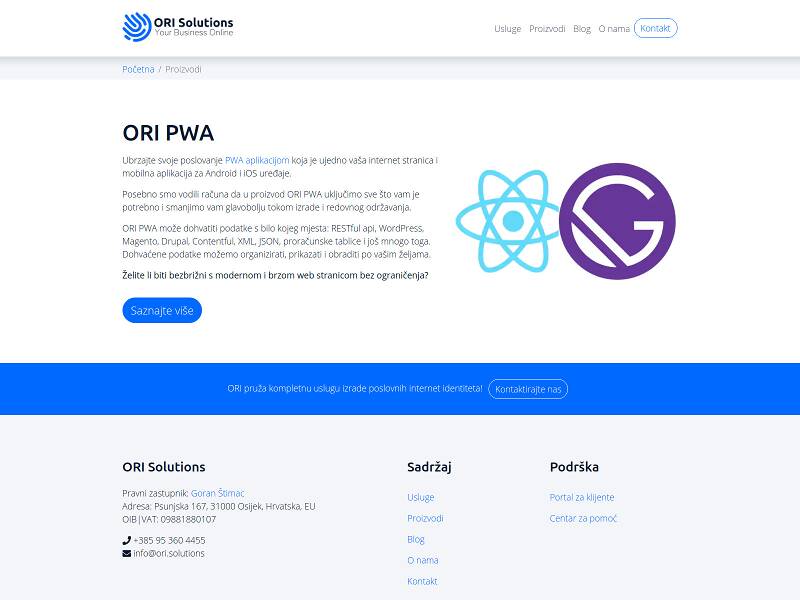 ORI Solutions
Your Business Online
Usluge Proizvodi Blog O nama Kontakt
Početna / Proizvodi
ORI PWA
Ubrzajte svoje poslovanje PWA aplikacijom koja je ujedno vaša internet stranica i
mobilna aplikacija za Android i iOS uređaje.
Posebno smo vodili računa da u proizvod ORI PWA uključimo sve što vam je
potrebno i smanjimo vam glavobolju tokom izrade i redovnog održavanja.
ORI PWA može dohvatiti podatke s bilo kojeg mjesta: RESTful api, WordPress,
Magento, Drupal, Contentful, XML, JSON, proračunske tablice i još mnogo toga.
Dohvaćene podatke možemo organizirati, prikazati i obraditi po vašim željama.
Želite li biti bezbrižni s modernom i brzom web stranicom bez ograničenja?
Saznajte više
ORI pruža kompletnu uslugu izrade poslovnih internet identiteta! Kontaktirajte nas
ORI Solutions
Pravni zastupnik: Goran Štimac
Adresa: Psunjska 167, 31000 Osijek, Hrvatska, EU
OIB|VAT: 09881880107
+385 95 360 4455
info@ori.solutions
Sadržaj
Usluge
Proizvodi
Blog
O nama
Kontakt
Podrška
Portal za klijente
Centar za pomoć